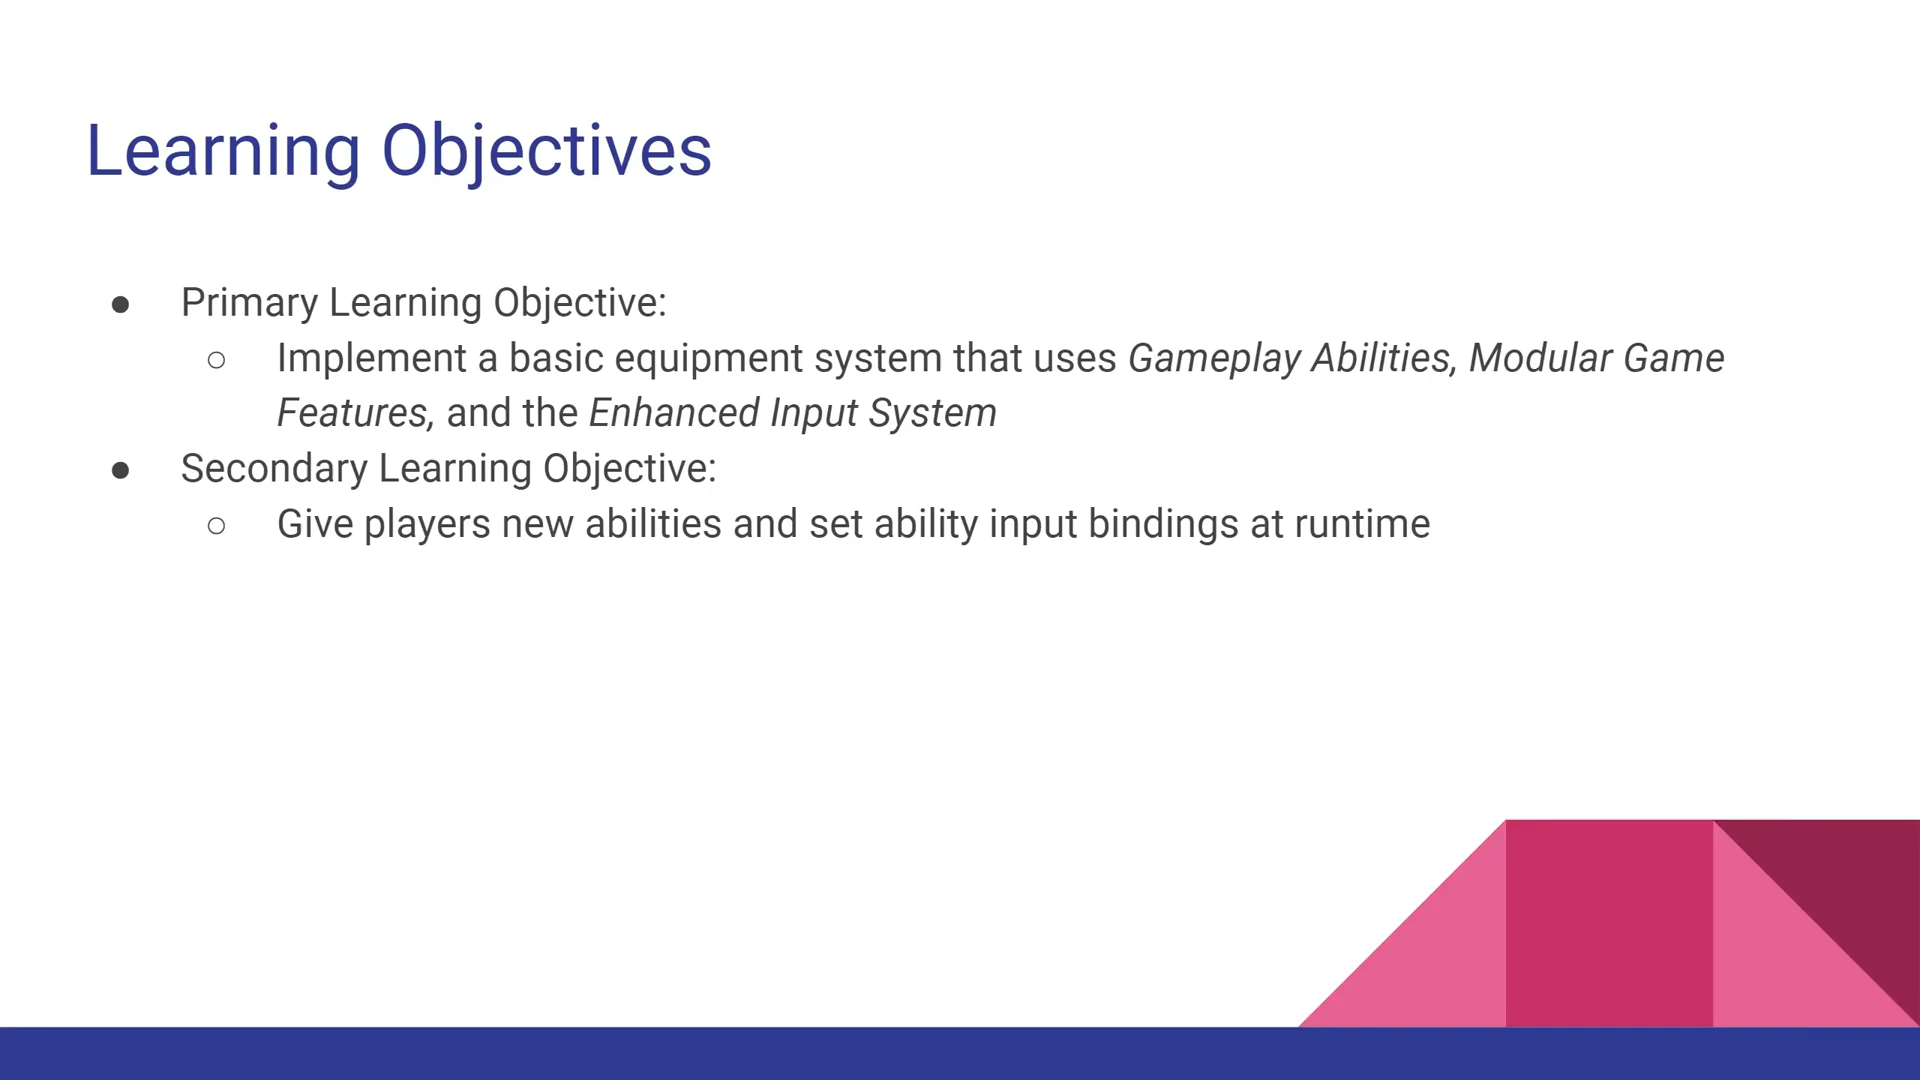 Learning Objectives
● Primary Learning Objective:
○ Implement a basic equipment system that uses Gameplay Abilities, Modular Game
Features, and the Enhanced Input System
● Secondary Learning Objective:
○ Give players new abilities and set ability input bindings at runtime